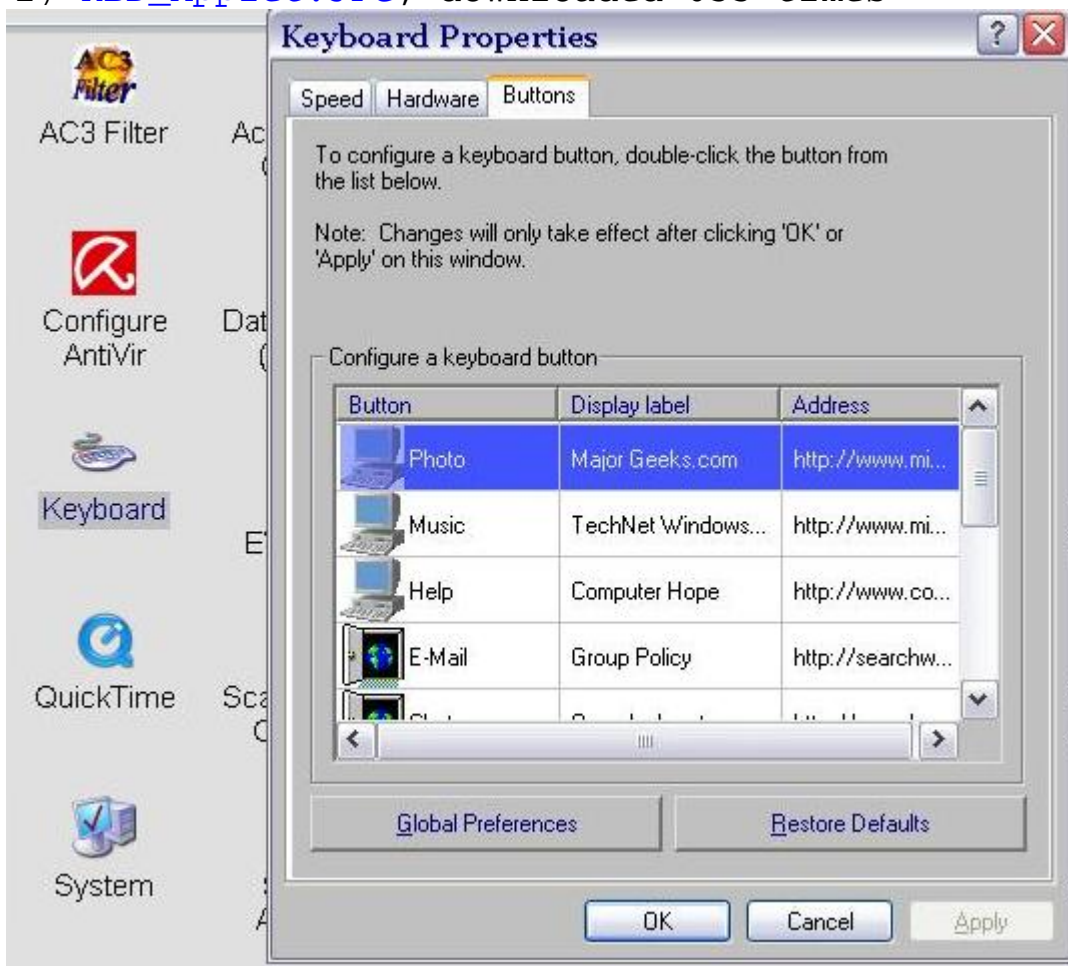 Keyboard Properties
AC3
Filter
AC3 Filter
Ac
Speed Hardware Buttons
To configure a keyboard button, double-click the button from
the list below.
Note: Changes will only take effect after clicking 'OK' or
'Apply' on this window.
Configure
AntiVir
Dat
Configure a keyboard button
Button Display label Address
Photo Major Geeks.com http://www.mi...
Music TechNet Windows... http://www.mi...
Help Computer Hope http://www.co...
E-Mail Group Policy http://searchw...
Keyboard
E
QuickTime
Sca
Global Preferences Restore Defaults
System
OK Cancel Apply